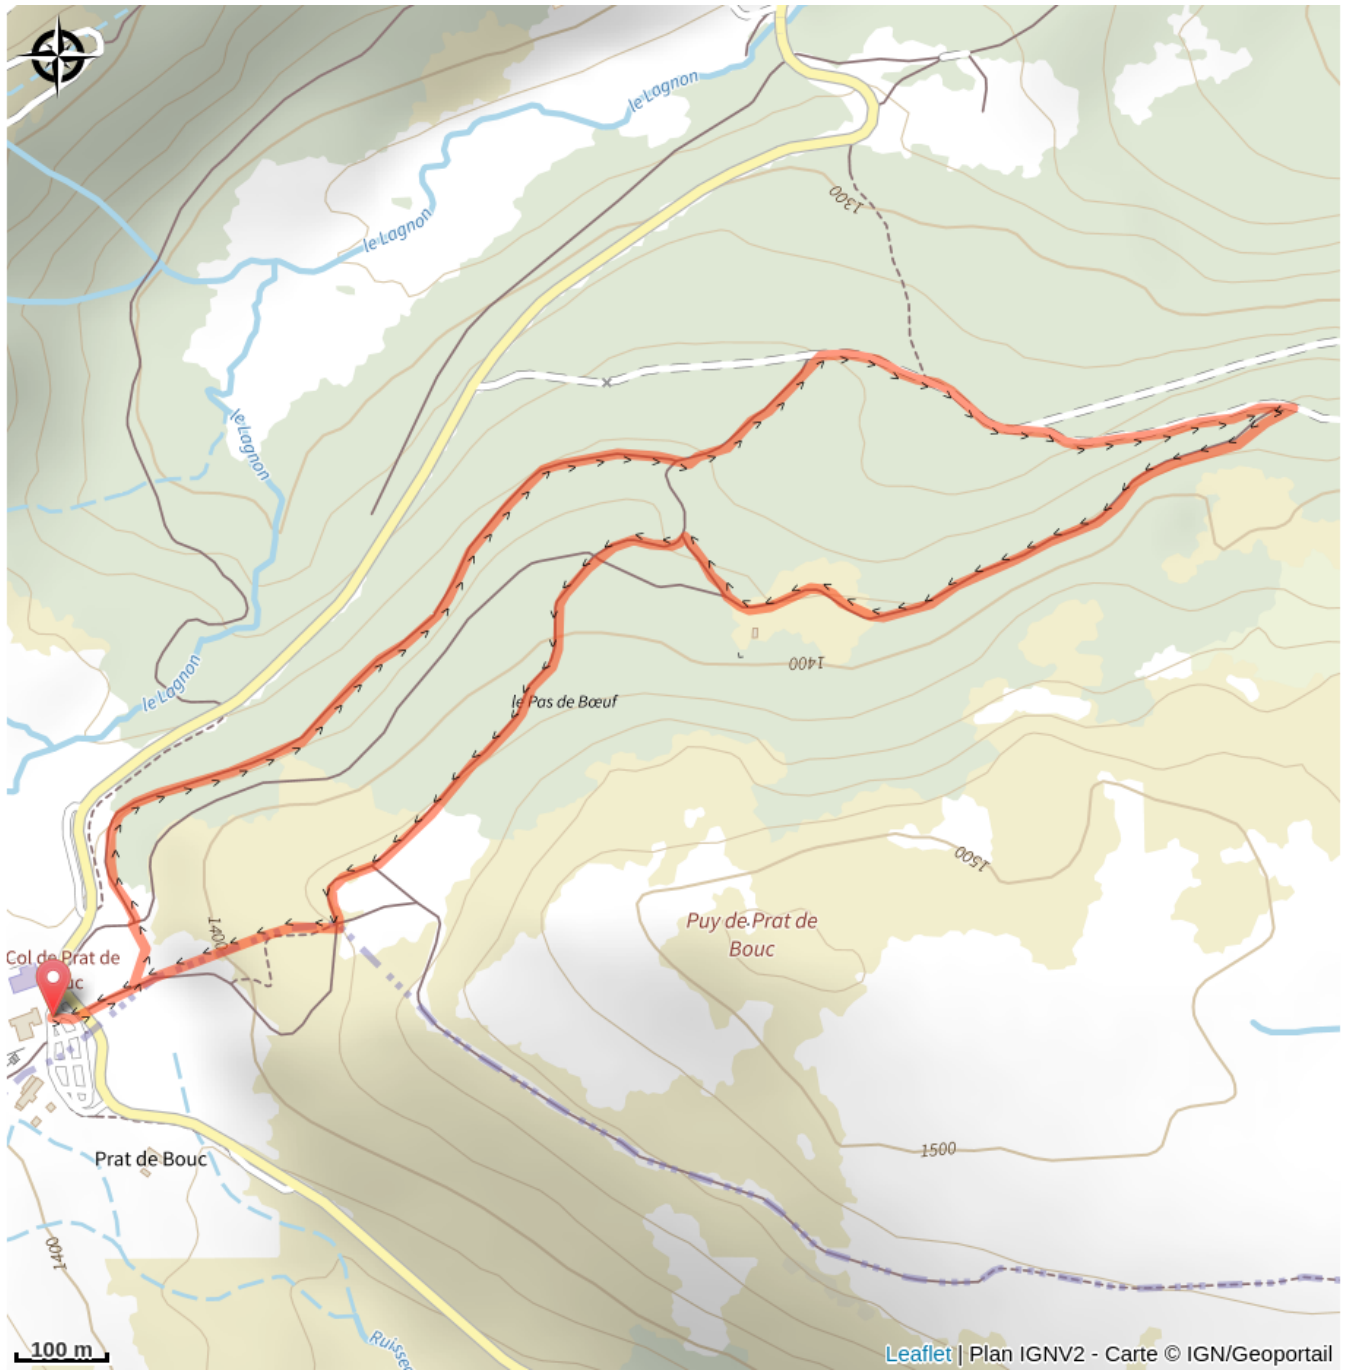 le Lagnon
1300
le Lagnon
le Lagnon
1400
le Pas de Bœuf
le Lagnon
1500
1400
Puy de Prat de
Bouc
Col de Prat de
1500
Prat de Bouc
1400
100 m
Leaflet | Plan IGNV2 - Carte © IGN/Geoportail